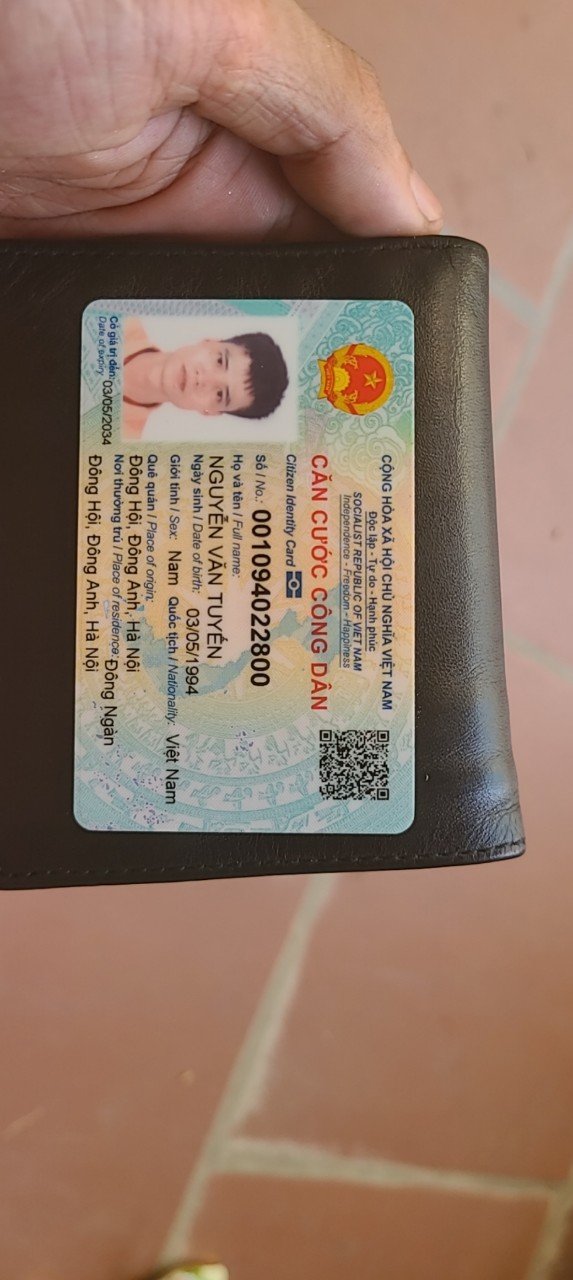 CỘNG HÒA XÃ HỘI CHỦ NGHĨA VIỆT NAM
Độc lập - Tự do - Hạnh phúc
SOCIALIST REPUBLIC OF VIET NAM
Independence - Freedom - Happiness
CĂN CƯỚC CÔNG DÂN
Citizen Identity Card
Số / No.: 001094022800
Họ và tên / Full name:
NGUYỄN VĂN TUYẾN
Ngày sinh / Date of birth: 03/05/1994
Giới tính / Sex: Nam Quốc tịch / Nationality: Việt Nam
Quê quán / Place of origin:
Đông Hội, Đông Anh, Hà Nội
Nơi thường trú / Place of residence: Đông Ngàn
Đông Hội, Đông Anh, Hà Nội
Có giá trị đến: 03/05/2034
Date of expiry